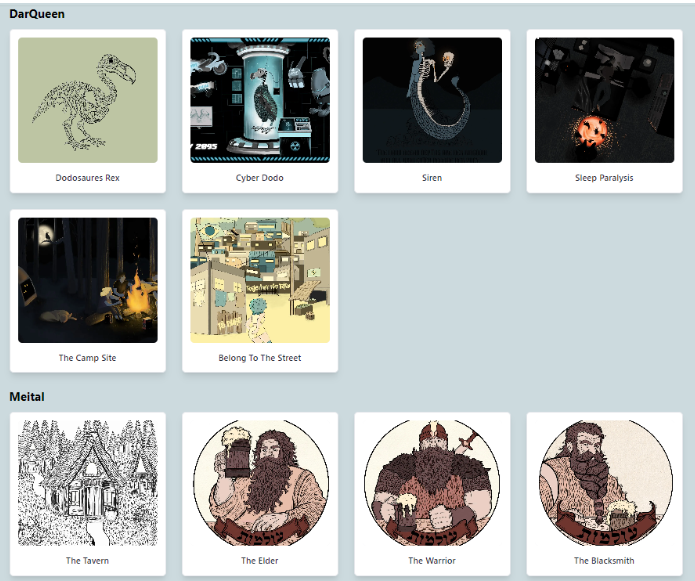 DarQueen
Dodosaures Rex
Cyber Dodo
Siren
Sleep Paralysis
2095
The Camp Site
Belong To The Street
Meital
The Tavern
The Elder
The Warrior
The Blacksmith